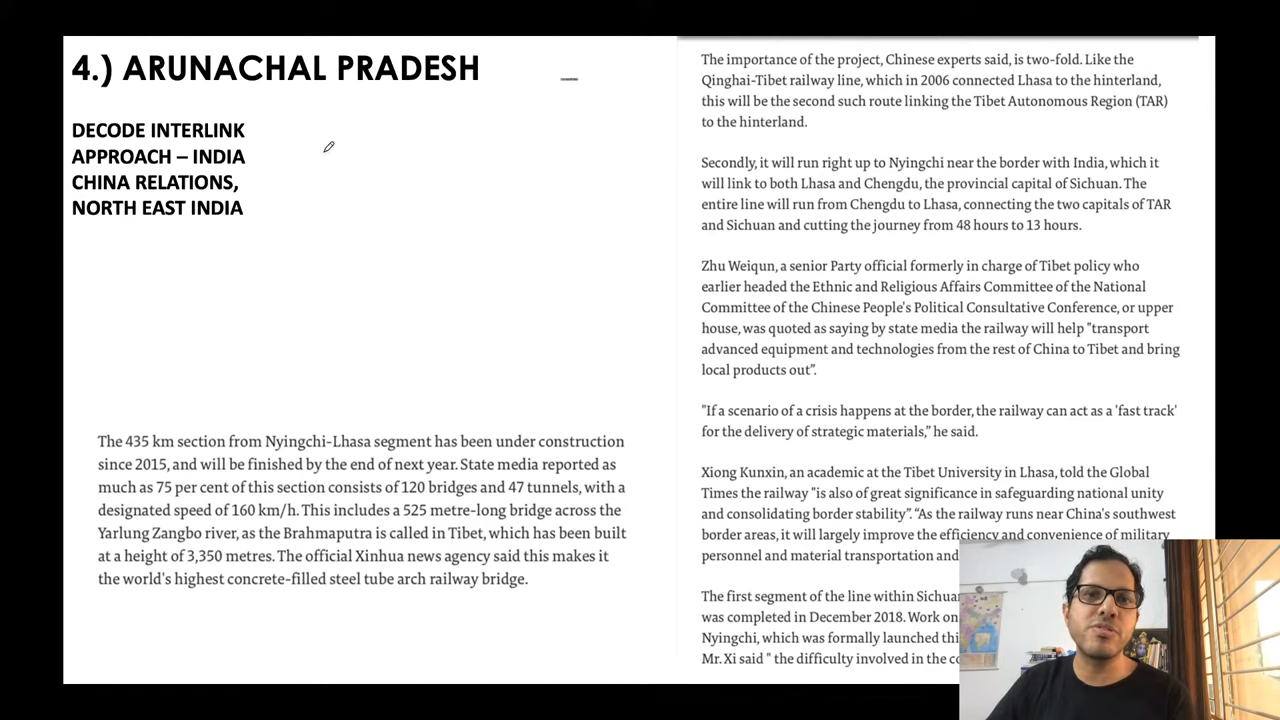 4.) ARUNACHAL PRADESH
DECODE INTERLINK
APPROACH – INDIA
CHINA RELATIONS,
NORTH EAST INDIA
The 435 km section from Nyingchi-Lhasa segment has been under construction
since 2015, and will be finished by the end of next year. State media reported as
much as 75 per cent of this section consists of 120 bridges and 47 tunnels, with a
designated speed of 160 km/h. This includes a 525 metre-long bridge across the
Yarlung Zangbo river, as the Brahmaputra is called in Tibet, which has been built
at a height of 3,350 metres. The official Xinhua news agency said this makes it
the world's highest concrete-filled steel tube arch railway bridge.
The importance of the project, Chinese experts said, is two-fold. Like the
Qinghai-Tibet railway line, which in 2006 connected Lhasa to the hinterland,
this will be the second such route linking the Tibet Autonomous Region (TAR)
to the hinterland.
Secondly, it will run right up to Nyingchi near the border with India, which it
will link to both Lhasa and Chengdu, the provincial capital of Sichuan. The
entire line will run from Chengdu to Lhasa, connecting the two capitals of TAR
and Sichuan and cutting the journey from 48 hours to 13 hours.
Zhu Weiqun, a senior Party official formerly in charge of Tibet policy who
earlier headed the Ethnic and Religious Affairs Committee of the National
Committee of the Chinese People's Political Consultative Conference, or upper
house, was quoted as saying by state media the railway will help "transport
advanced equipment and technologies from the rest of China to Tibet and bring
local products out”.
"If a scenario of a crisis happens at the border, the railway can act as a 'fast track'
for the delivery of strategic materials,” he said.
Xiong Kunxin, an academic at the Tibet University in Lhasa, told the Global
Times the railway "is also of great significance in safeguarding national unity
and consolidating border stability”. “As the railway runs near China's southwest
border areas, it will largely improve the efficiency and convenience of military
personnel and material transportation and
The first segment of the line within Sichuan
was completed in December 2018. Work on
Nyingchi, which was formally launched
Mr. Xi said " the difficulty involved in the